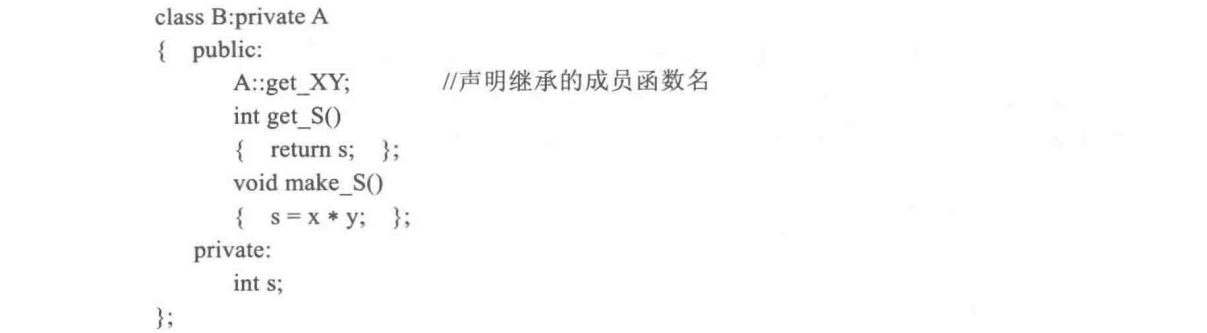 class B:private A
{ public:
A::get_XY; //声明继承的成员函数名
int get_S()
{ return s; };
void make_S()
{ s = x * y; };
private:
int s;
};